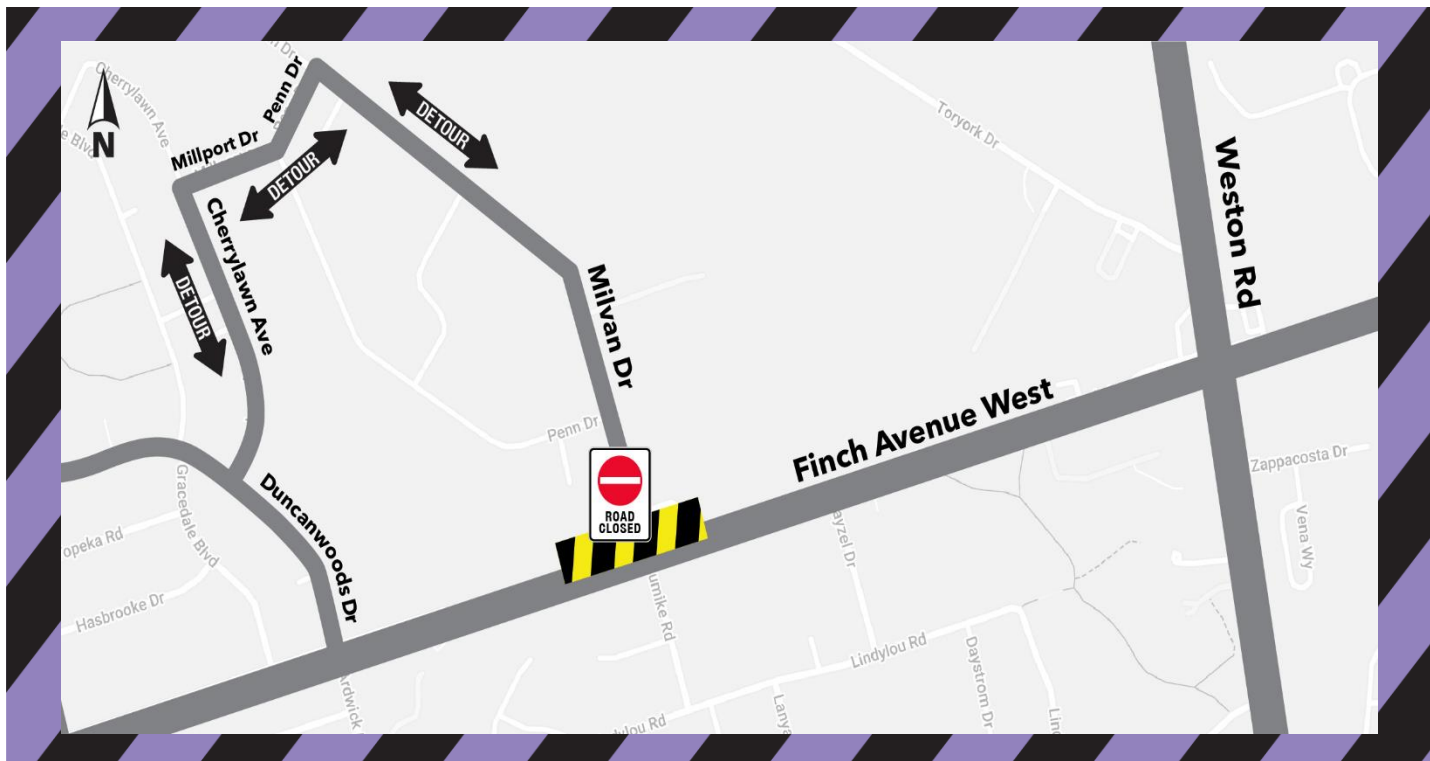 Cherrylawn Ave
N
Millport Dr
Penn Dr
DETOUR
DETOUR
DETOUR
Cherrylawn Ave
Toryork Dr
Weston Rd
Milvan Dr
Penn Dr
ROAD
CLOSED
Finch Avenue West
Zappacosta Dr
Vena Wy
Gracedale Blvd
Duncanwoods Dr
Hasbrooke Dr
Lindylou Rd
Daystrom Dr